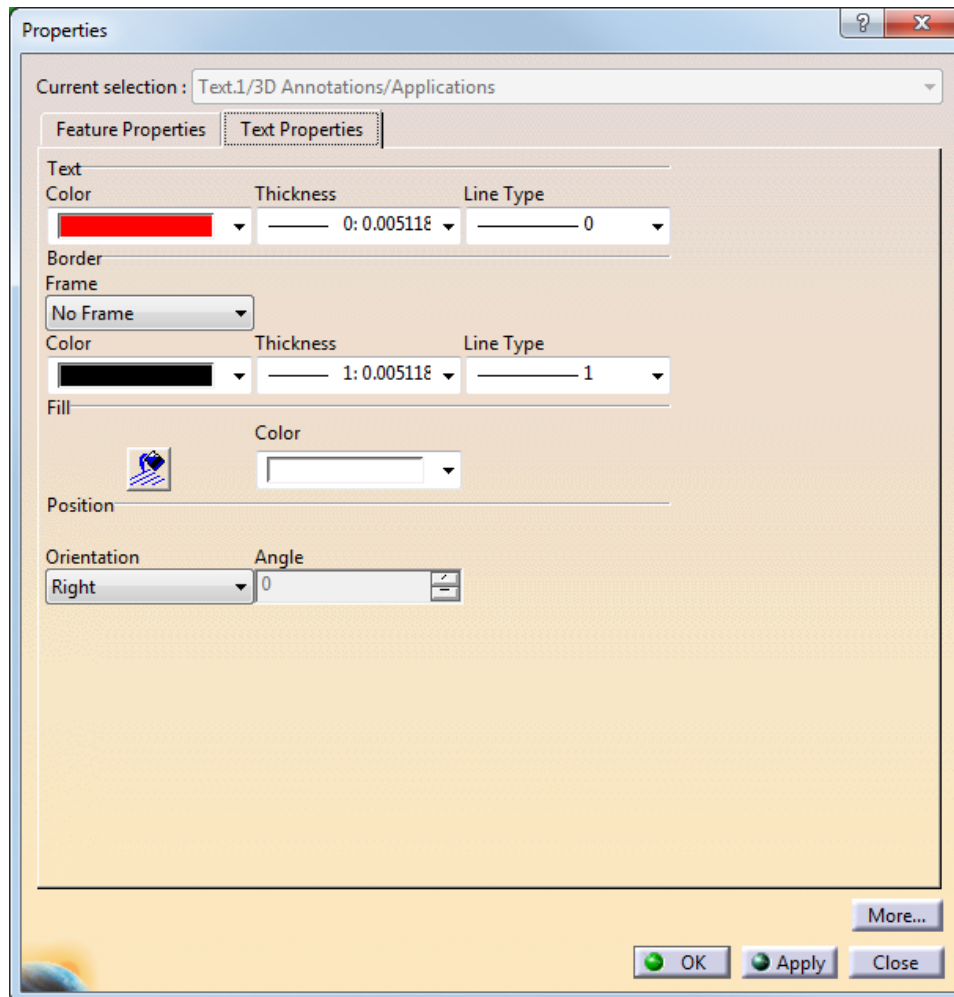 Properties
?
X
Current selection : Text.1/3D Annotations/Applications
Feature Properties Text Properties
Text
Color Thickness Line Type
0: 0.005118 0
Border
Frame
No Frame
Color Thickness Line Type
1: 0.005118 1
Fill
Color
Position
Orientation Angle
Right 0
More...
OK Apply Close